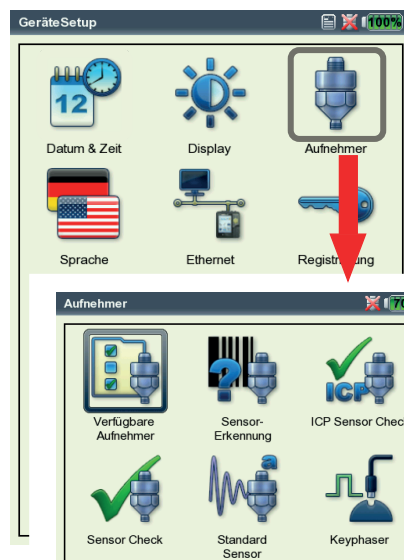 GeräteSetup
100%
12
Datum & Zeit
Display
Aufnehmer
Sprache
Ethernet
Aufnehmer
Verfügbare
Aufnehmer
Sensor-
Erkennung
ICP
ICP Sensor Chec
a
Sensor Check
Standard
Sensor
Keyphaser